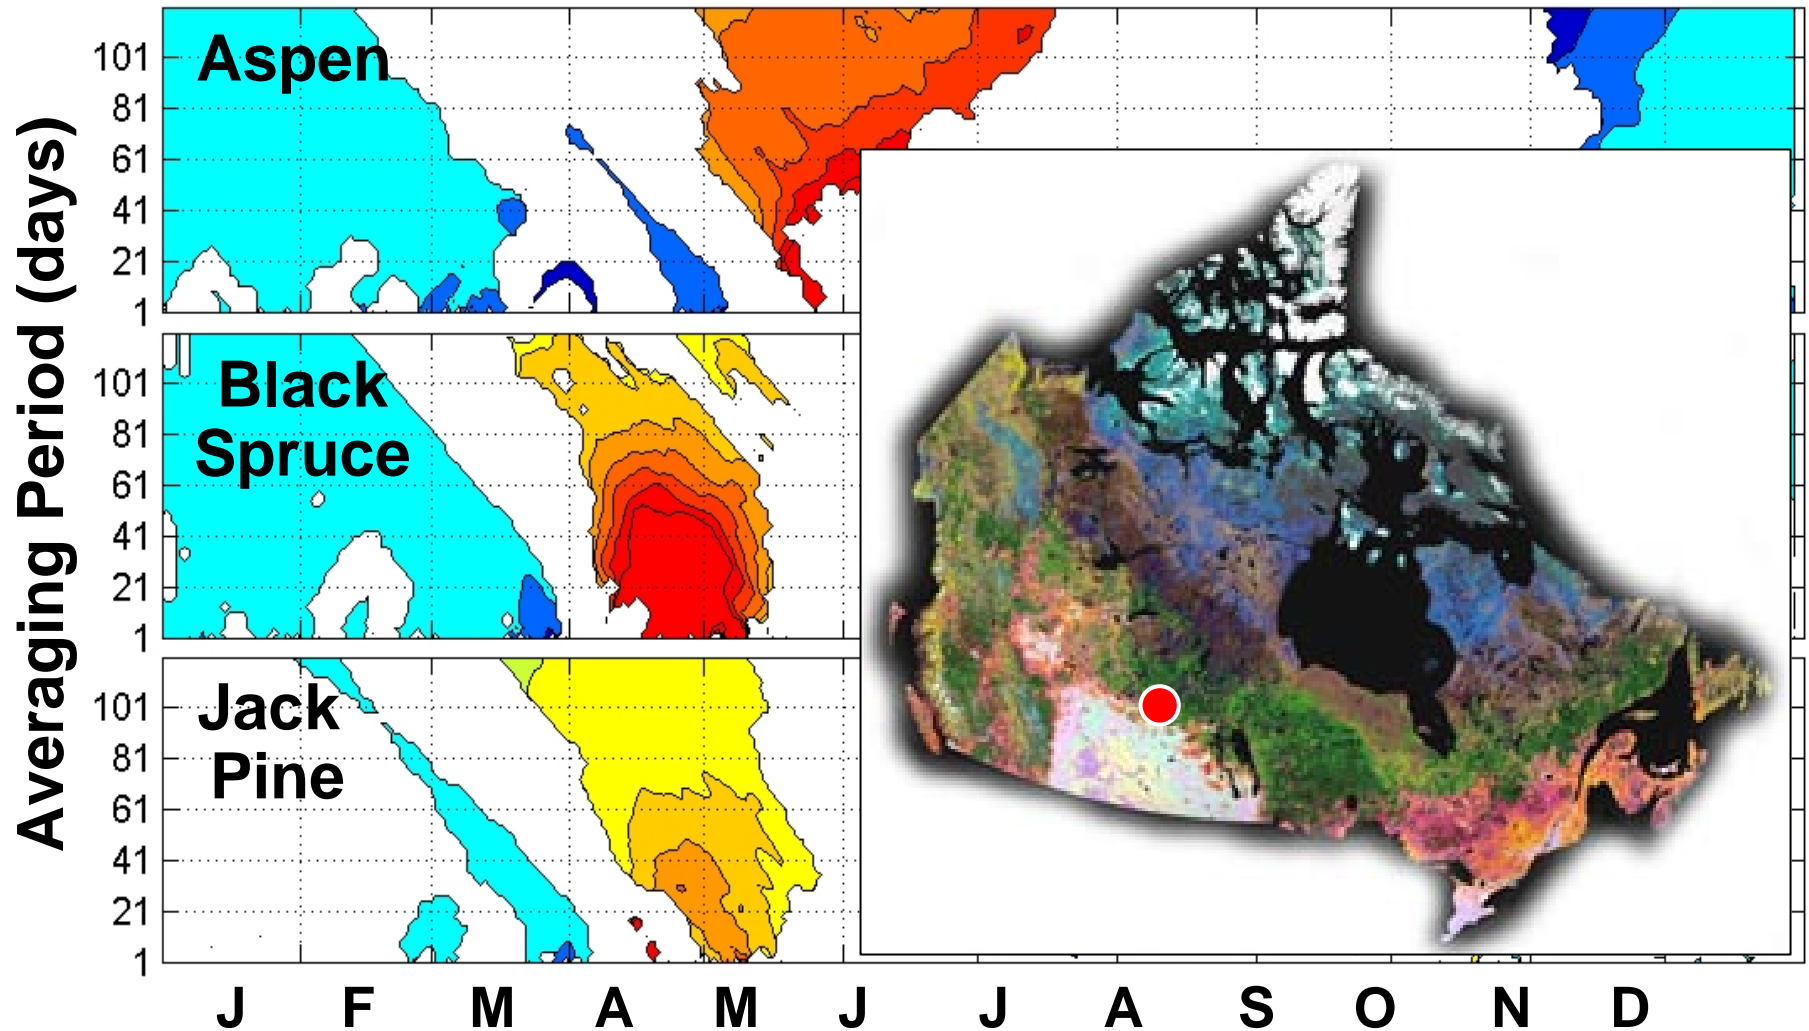 Averaging Period (days)
Aspen
101
81
61
41
21
1
Black
Spruce
101
81
61
41
21
1
Jack
Pine
101
81
61
41
21
1
J F M A M J J A S O N D